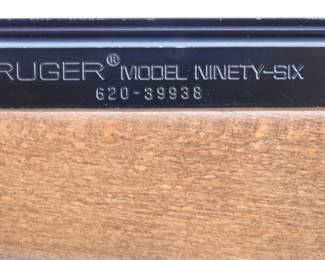 RUGER® MODEL NINETY-SIX
620-39938